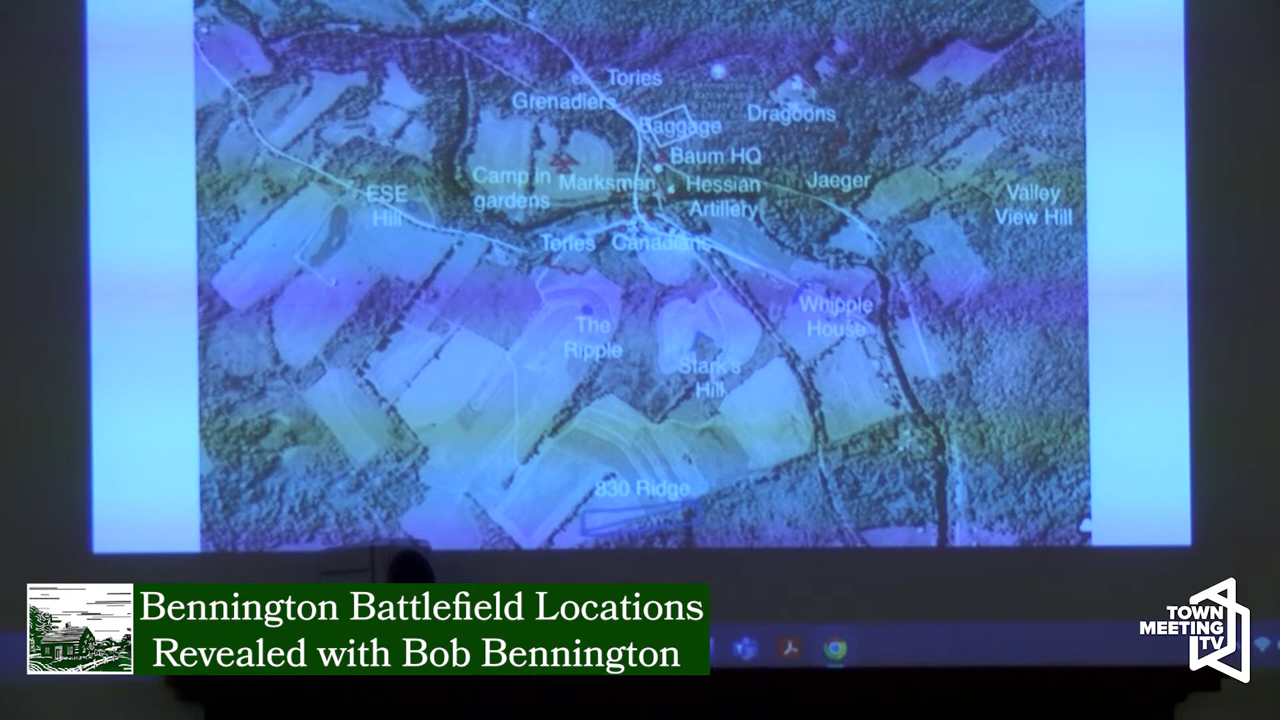 Tories
Grenadiers
Dragoons
Baggage
Baum HQ
Camp in
gardens
Marksman
Hessian
Artillery
Jaeger
ESE
Hill
Valley
View Hill
Tories
Canadians
Whipple
House
The
Ripple
Stark's
Hill
830 Ridge
Bennington Battlefield Locations
Revealed with Bob Bennington
TOWN
MEETING
TV